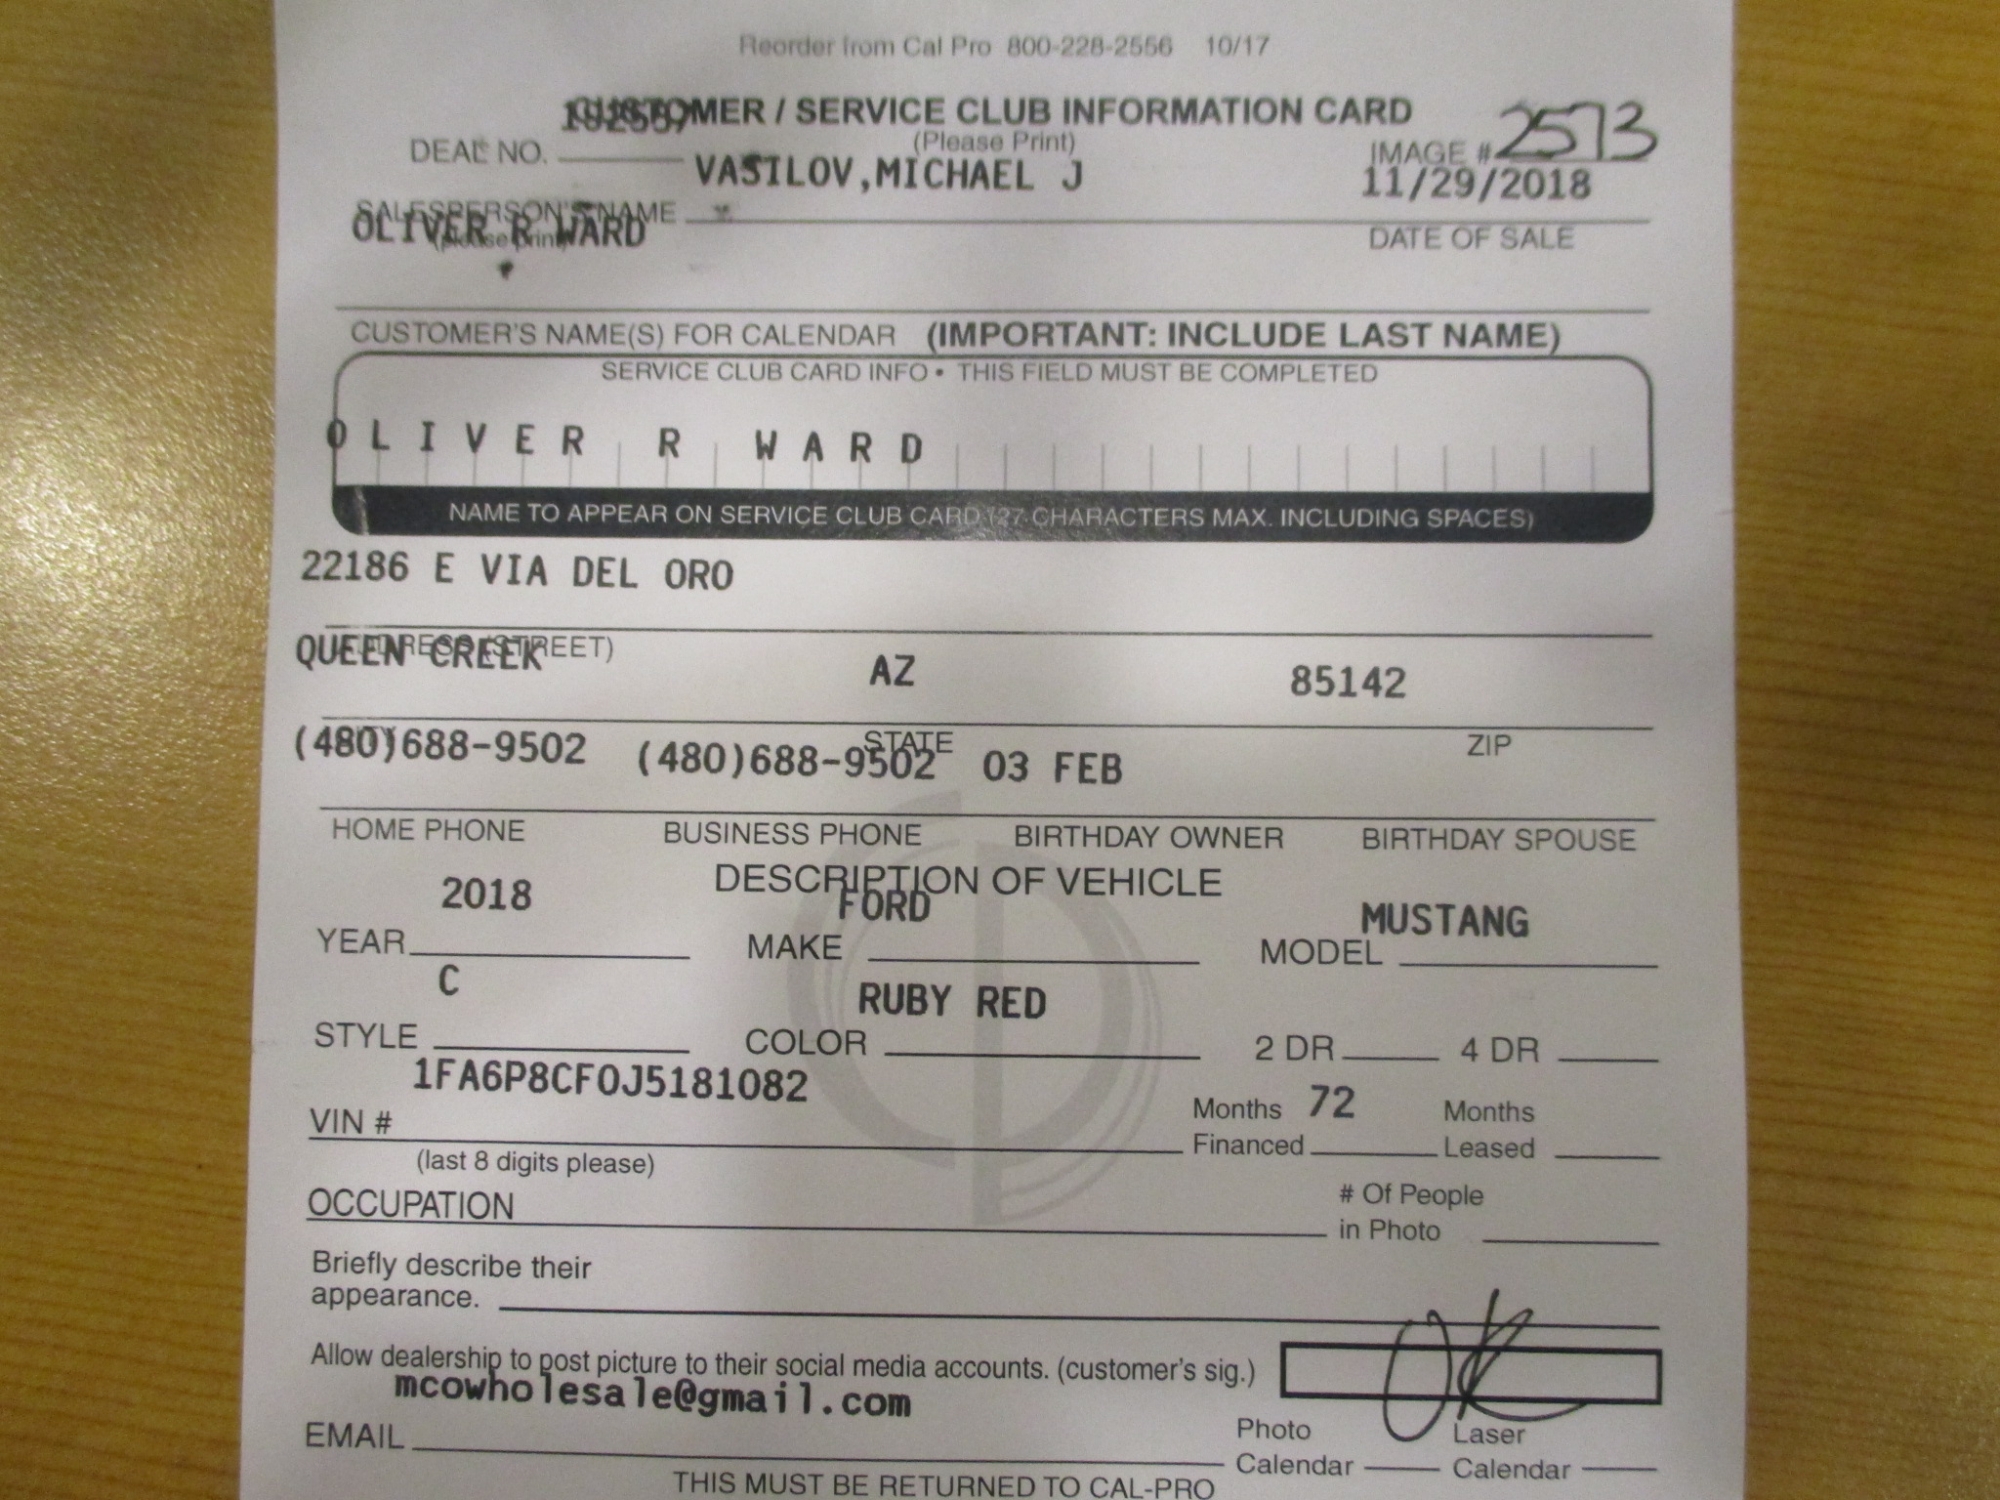 Reorder from Cal Pro 800-228-2556 10/17
CUSTOMER / SERVICE CLUB INFORMATION CARD
(Please Print)
DEAL NO.
IMAGE # 2573
VASILOV,MICHAEL J
11/29/2018
SALESPERSON'S NAME
(please print)
OLIVER R WARD
DATE OF SALE
CUSTOMER'S NAME(S) FOR CALENDAR (IMPORTANT: INCLUDE LAST NAME)
SERVICE CLUB CARD INFO • THIS FIELD MUST BE COMPLETED
OLIVER R WARD
NAME TO APPEAR ON SERVICE CLUB CARD (27 CHARACTERS MAX. INCLUDING SPACES)
22186 E VIA DEL ORO
ADDRESS (STREET)
QUEEN CREEK AZ 85142
CITY STATE ZIP
(480)688-9502 (480)688-9502 03 FEB
HOME PHONE BUSINESS PHONE BIRTHDAY OWNER BIRTHDAY SPOUSE
DESCRIPTION OF VEHICLE
2018 FORD MUSTANG
YEAR MAKE MODEL
C RUBY RED
STYLE COLOR 2 DR 4 DR
1FA6P8CF0J5181082
VIN #
(last 8 digits please)
Months Financed 72 Months Leased
OCCUPATION
# Of People in Photo
Briefly describe their
appearance.
Allow dealership to post picture to their social media accounts. (customer's sig.)
mcowholesale@gmail.com
EMAIL
Photo Calendar Laser Calendar
THIS MUST BE RETURNED TO CAL-PRO